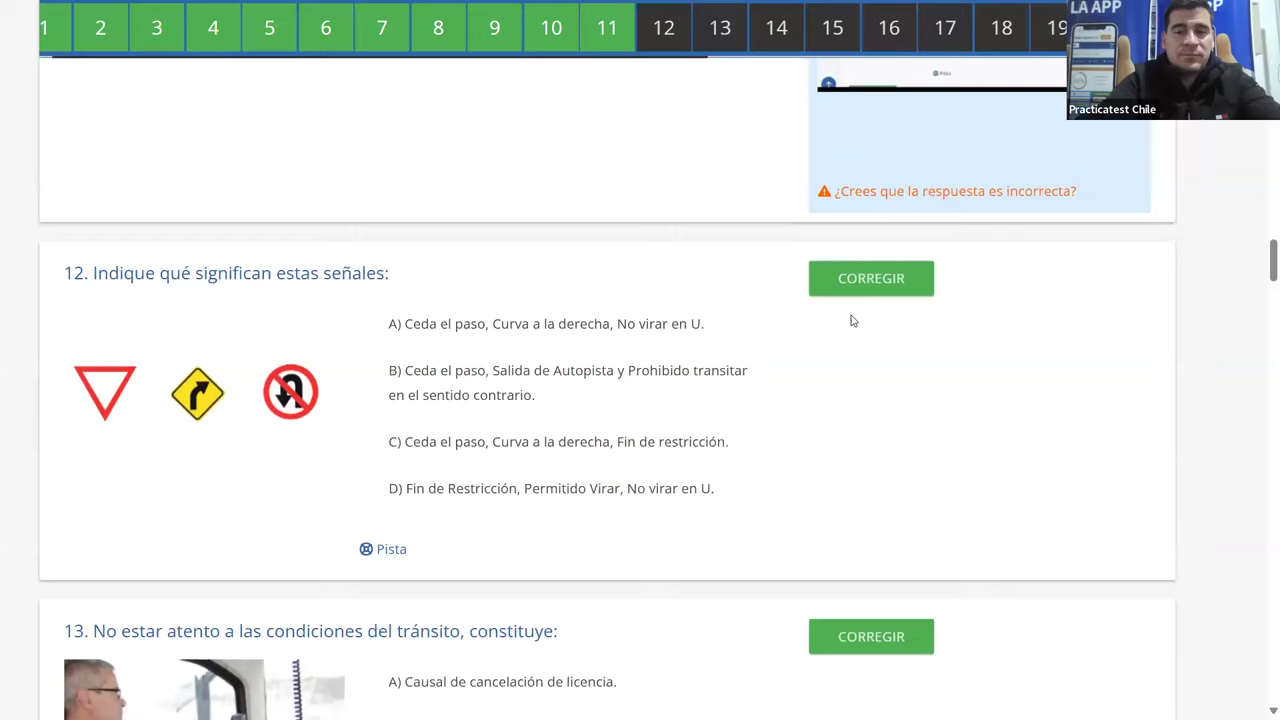 1 2 3 4 5 6 7 8 9 10 11 12 13 14 15 16 17 18 19
LA APP
PP
Practicatest Chile
Pista
¿Crees que la respuesta es incorrecta?
12. Indique qué significan estas señales:
CORREGIR
A) Ceda el paso, Curva a la derecha, No virar en U.
B) Ceda el paso, Salida de Autopista y Prohibido transitar
en el sentido contrario.
C) Ceda el paso, Curva a la derecha, Fin de restricción.
D) Fin de Restricción, Permitido Virar, No virar en U.
Pista
13. No estar atento a las condiciones del tránsito, constituye:
CORREGIR
A) Causal de cancelación de licencia.